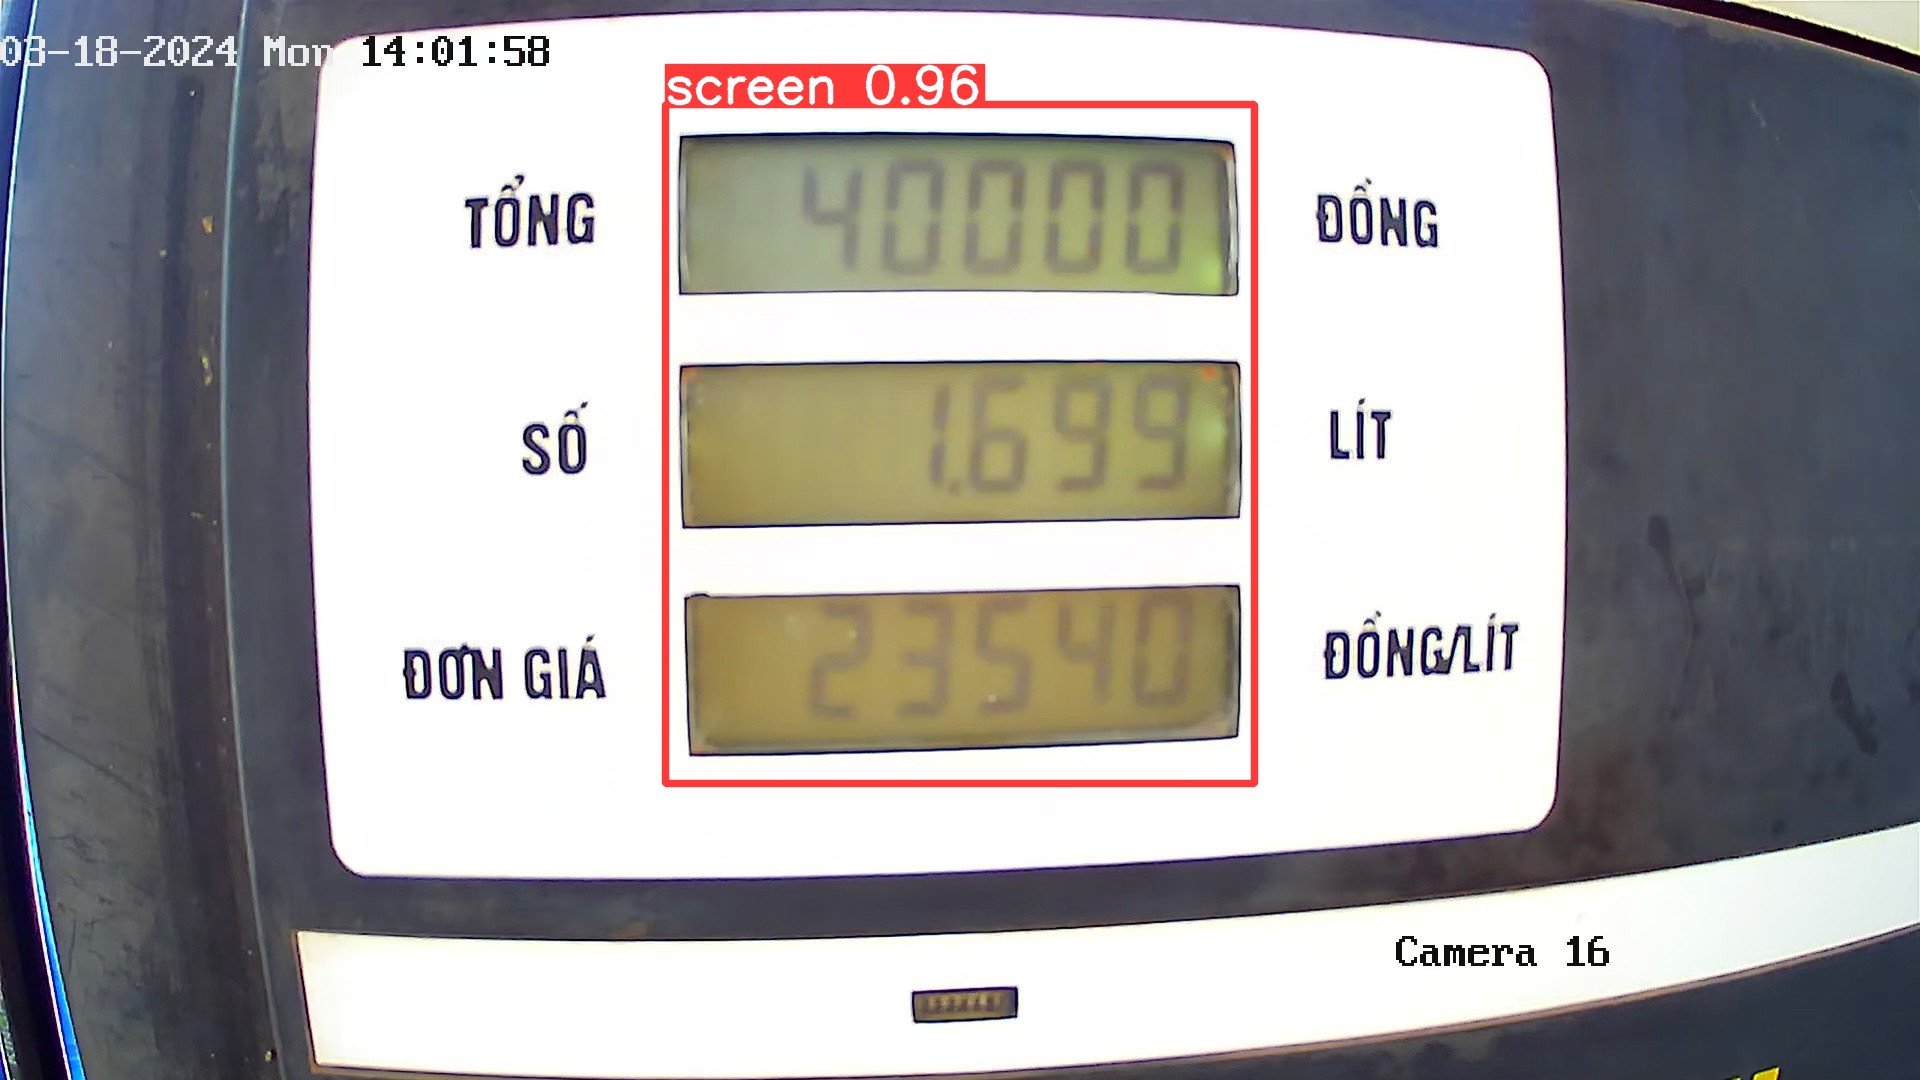 03-18-2024 Mon 14:01:58
screen 0.96
TỔNG 40000 ĐỒNG
SỐ 1.699 LÍT
ĐƠN GIÁ 23540 ĐỒNG/LÍT
Camera 16